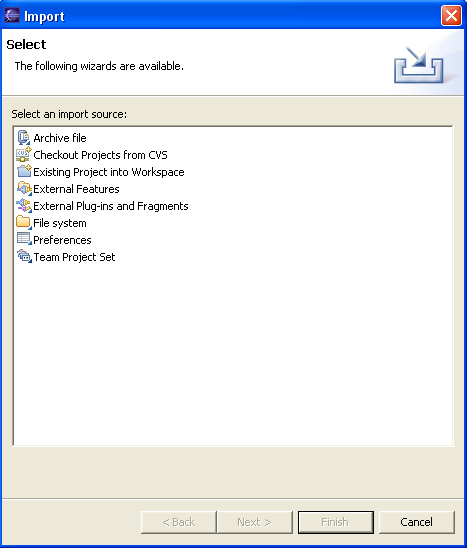 Import
Select
The following wizards are available.
Select an import source:
Archive file
Checkout Projects from CVS
Existing Project into Workspace
External Features
External Plug-ins and Fragments
File system
Preferences
Team Project Set
< Back
Next >
Finish
Cancel